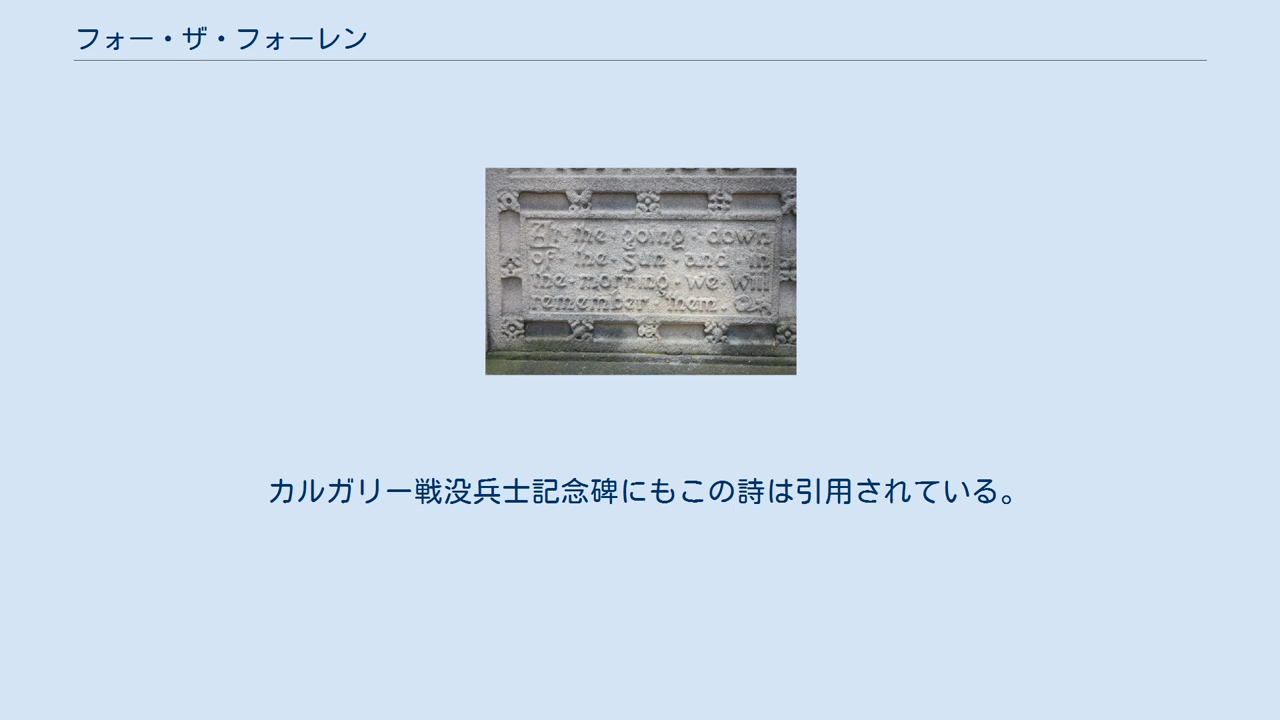 フォー・ザ・フォーレン
At · the · going · down
of · the · sun · and · in
the · morning · we · will
remember · them ·
カルガリー戦没兵士記念碑にもこの詩は引用されている。